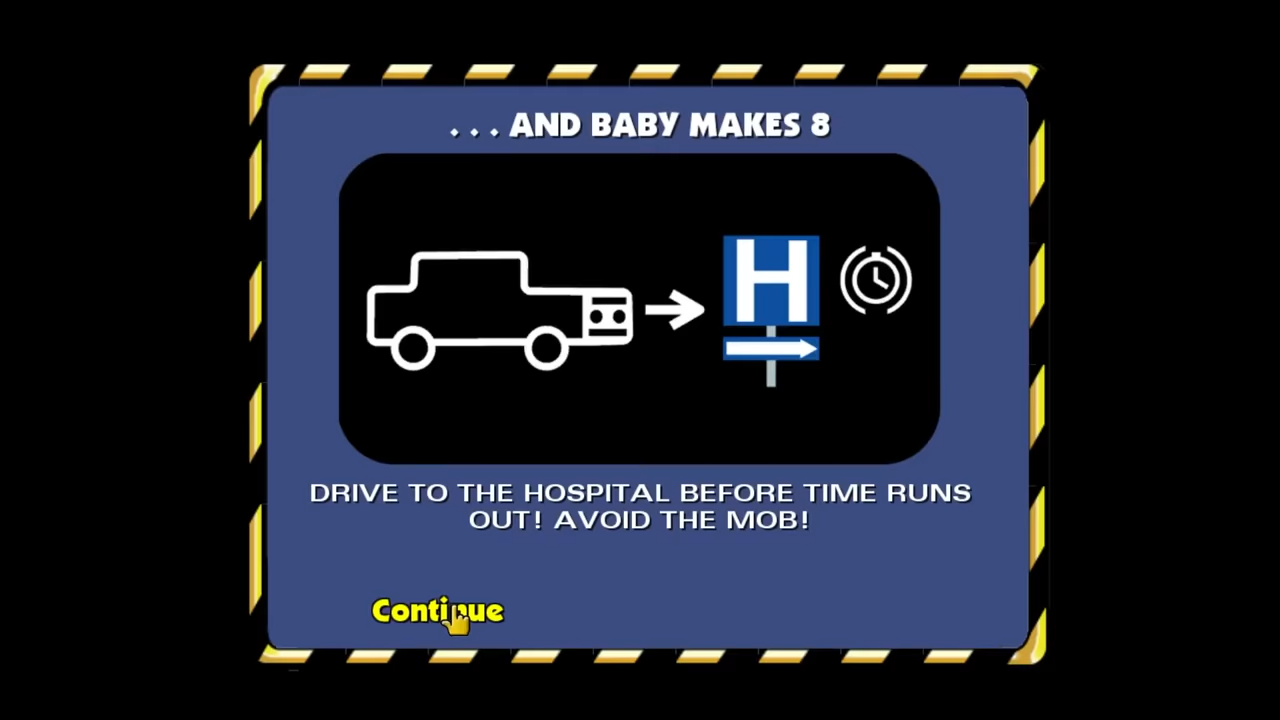 . . . AND BABY MAKES 8
H
DRIVE TO THE HOSPITAL BEFORE TIME RUNS
OUT! AVOID THE MOB!
Continue